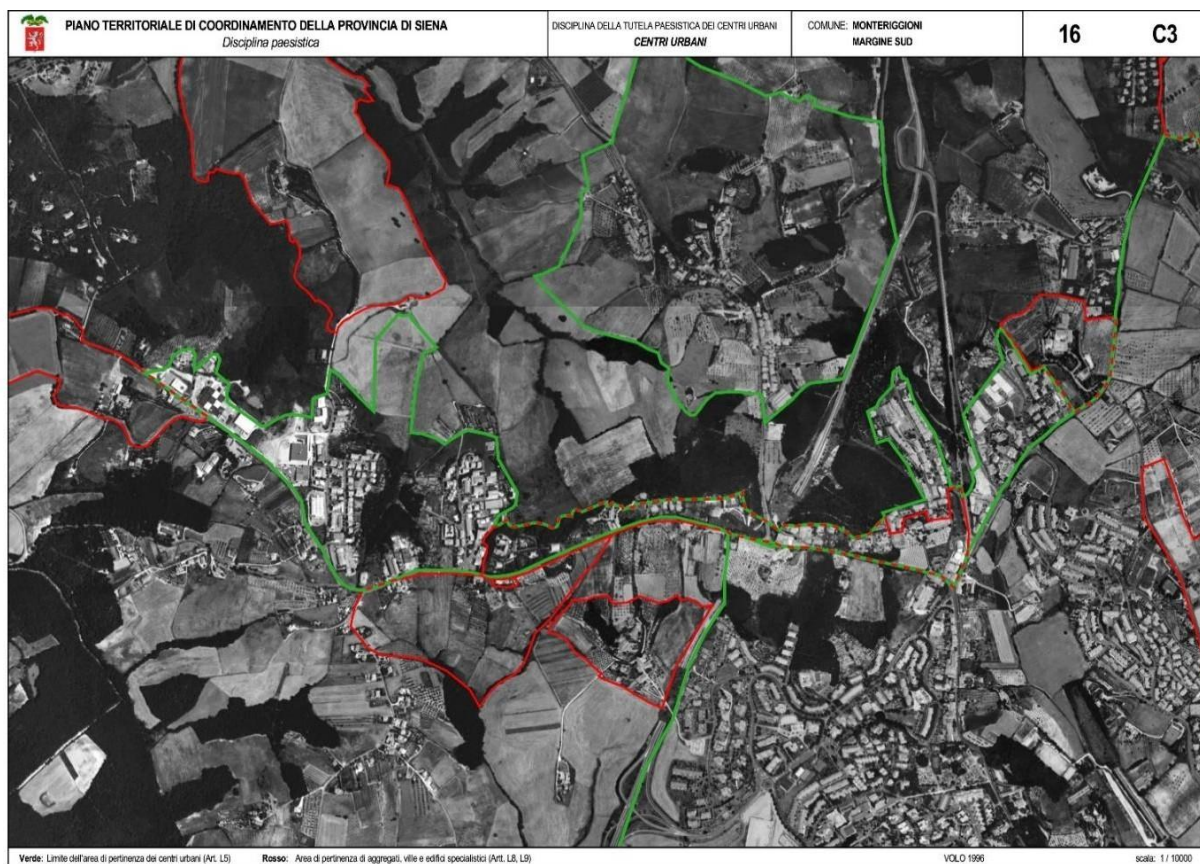 PIANO TERRITORIALE DI COORDINAMENTO DELLA PROVINCIA DI SIENA
Disciplina paesistica
DISCIPLINA DELLA TUTELA PAESISTICA DEI CENTRI URBANI
CENTRI URBANI
COMUNE: MONTERIGGIONI
MARGINE SUD
16
C3
Verde: Limite dell'area di pertinenza dei centri urbani (Art. L5)
Rosso: Area di pertinenza di aggregati, ville e edifici specialistici (Artt. L8, L9)
VOLO 1996
scala: 1 / 10000